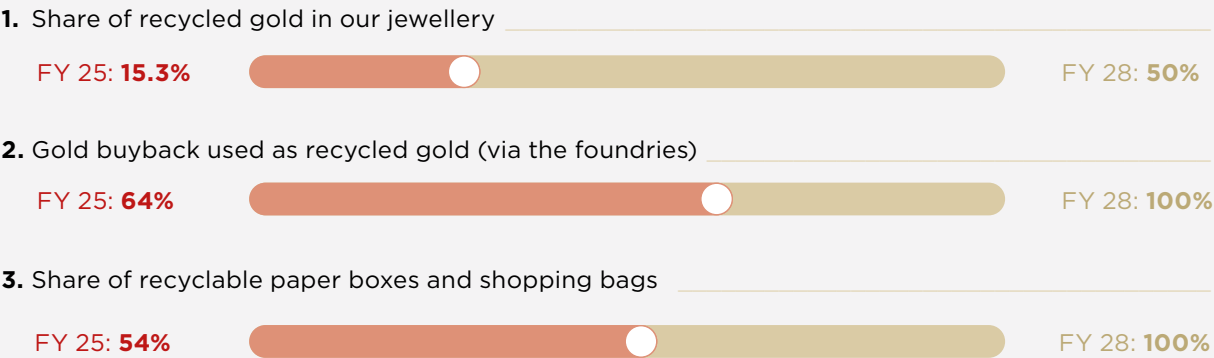 1. Share of recycled gold in our jewellery
FY 25: 15.3% FY 28: 50%
2. Gold buyback used as recycled gold (via the foundries)
FY 25: 64% FY 28: 100%
3. Share of recyclable paper boxes and shopping bags
FY 25: 54% FY 28: 100%